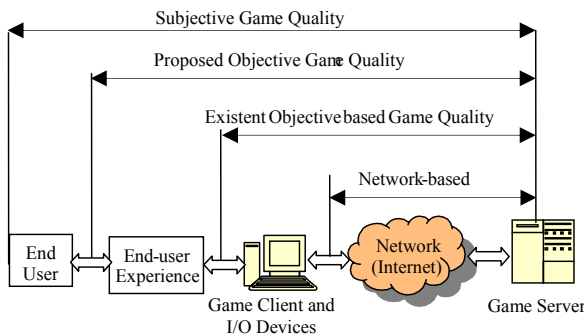 Subjective Game Quality
Proposed Objective Game Quality
Existent Objective based Game Quality
Network-based
End
User
End-user
Experience
Game Client and
I/O Devices
Network
(Internet)
Game Server